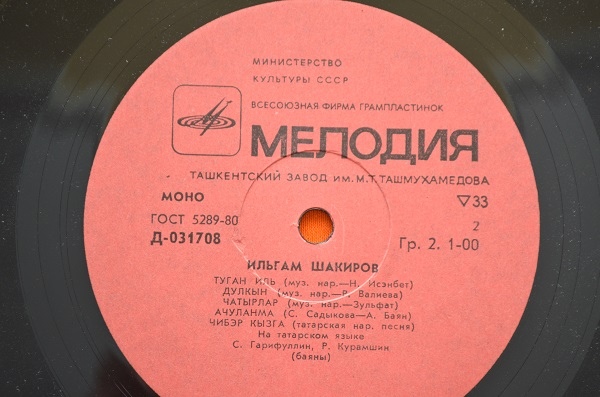 МИНИСТЕРСТВО
КУЛЬТУРЫ СССР
ВСЕСОЮЗНАЯ ФИРМА ГРАМПЛАСТИНОК
МЕЛОДИЯ
ТАШКЕНТСКИЙ ЗАВОД ИМ. М. Т. ТАШМУХАМЕДОВА
МОНО ▽33
ГОСТ 5289-80 2
Д-031708 Гр. 2. 1-00
ИЛЬГАМ ШАКИРОВ
ТУГАН ИЛЬ (муз. нар.—Н. Исэнбет)
ДУЛКЫН (муз. нар.—Р. Валиева)
ЧАТЫРЛАР (муз. нар.—Зульфат)
АЧУЛАНМА (С. Садыкова—А. Баян)
ЧИБЭР КЫЗГА (татарская нар. песня)
На татарском языке
С. Гарифуллин, Р. Курамшин
(баяны)